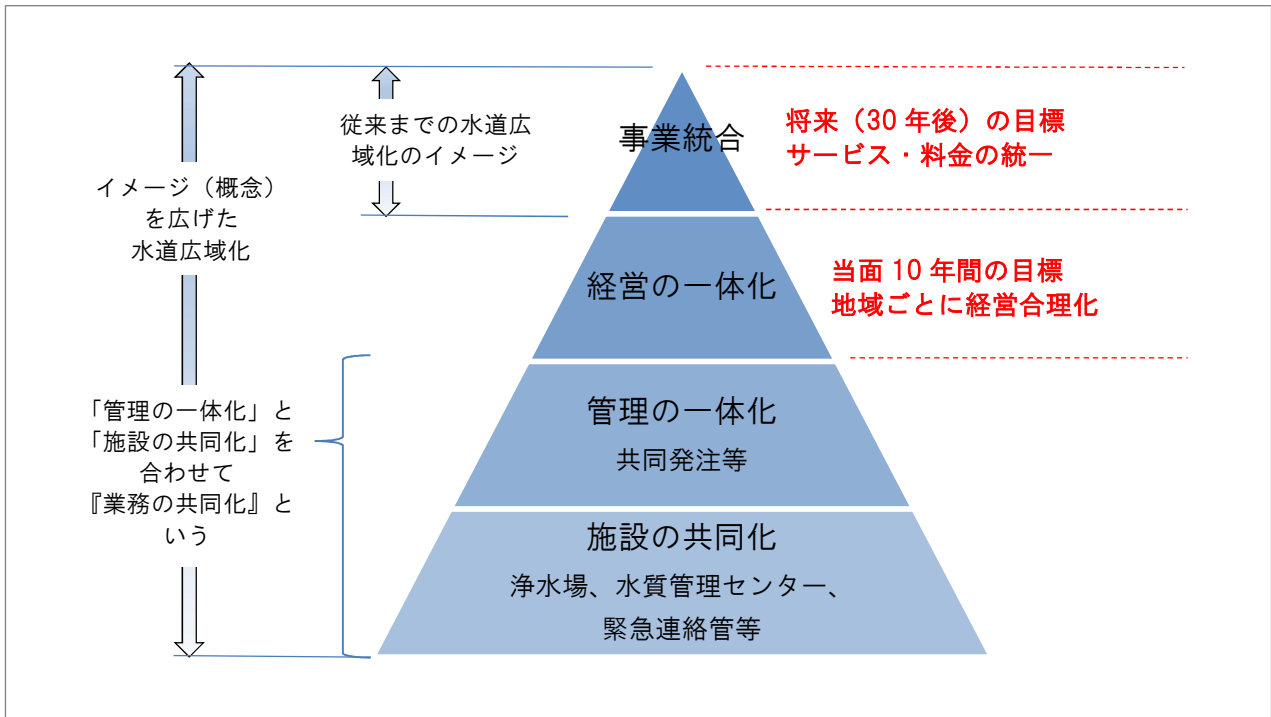 従来までの水道広
域化のイメージ
イメージ（概念）
を広げた
水道広域化
「管理の一体化」と
「施設の共同化」を
合わせて
『業務の共同化』と
いう
事業統合
将来（30 年後）の目標
サービス・料金の統一
経営の一体化
当面 10 年間の目標
地域ごとに経営合理化
管理の一体化
共同発注等
施設の共同化
浄水場、水質管理センター、
緊急連絡管等